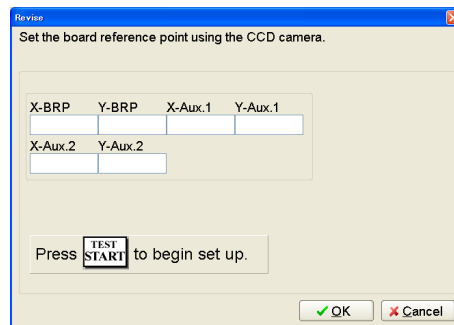 Revise
Set the board reference point using the CCD camera.
X-BRP Y-BRP X-Aux.1 Y-Aux.1
X-Aux.2 Y-Aux.2
Press TEST START to begin set up.
OK Cancel